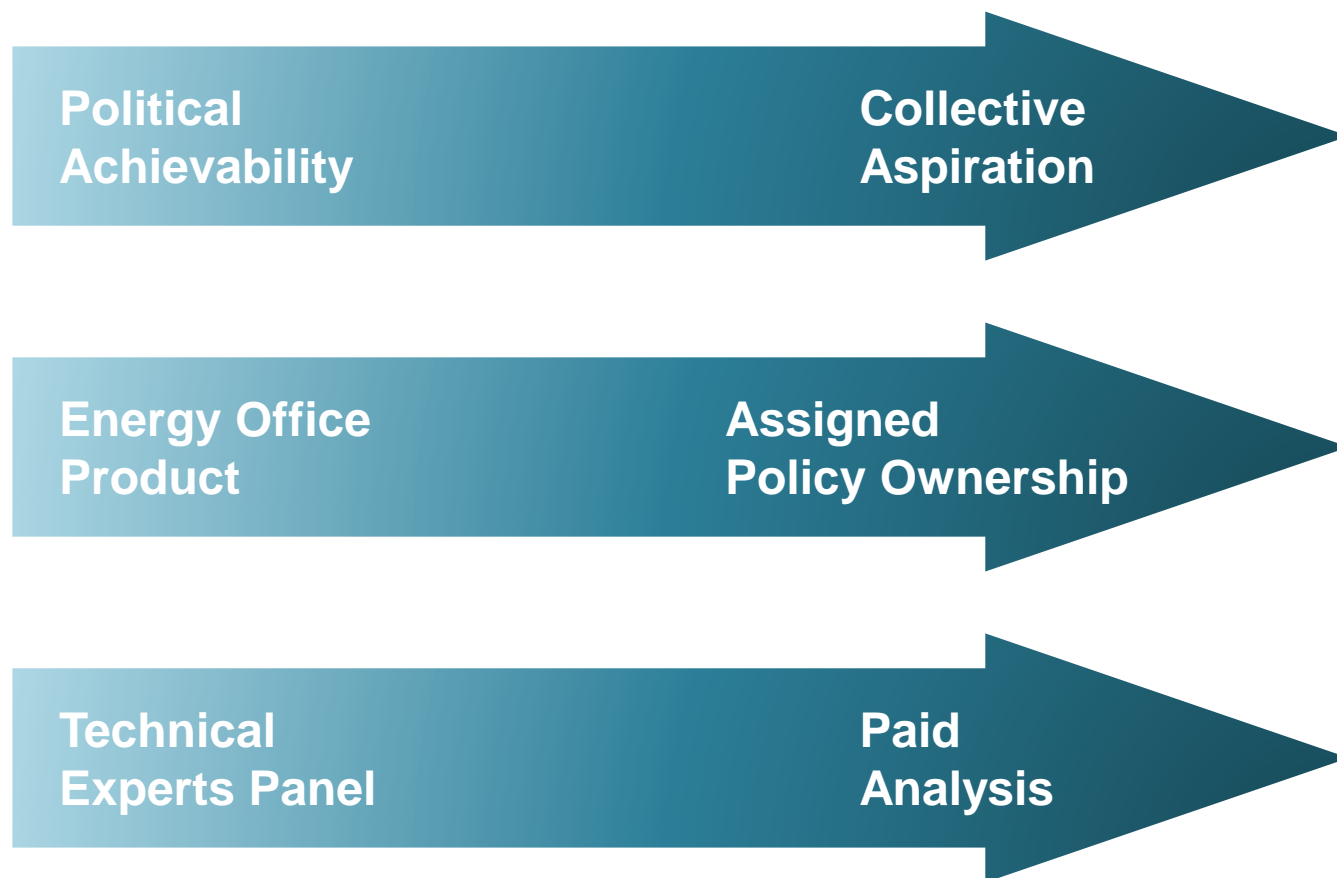 Political
Achievability
Collective
Aspiration
Energy Office
Product
Assigned
Policy Ownership
Technical
Experts Panel
Paid
Analysis